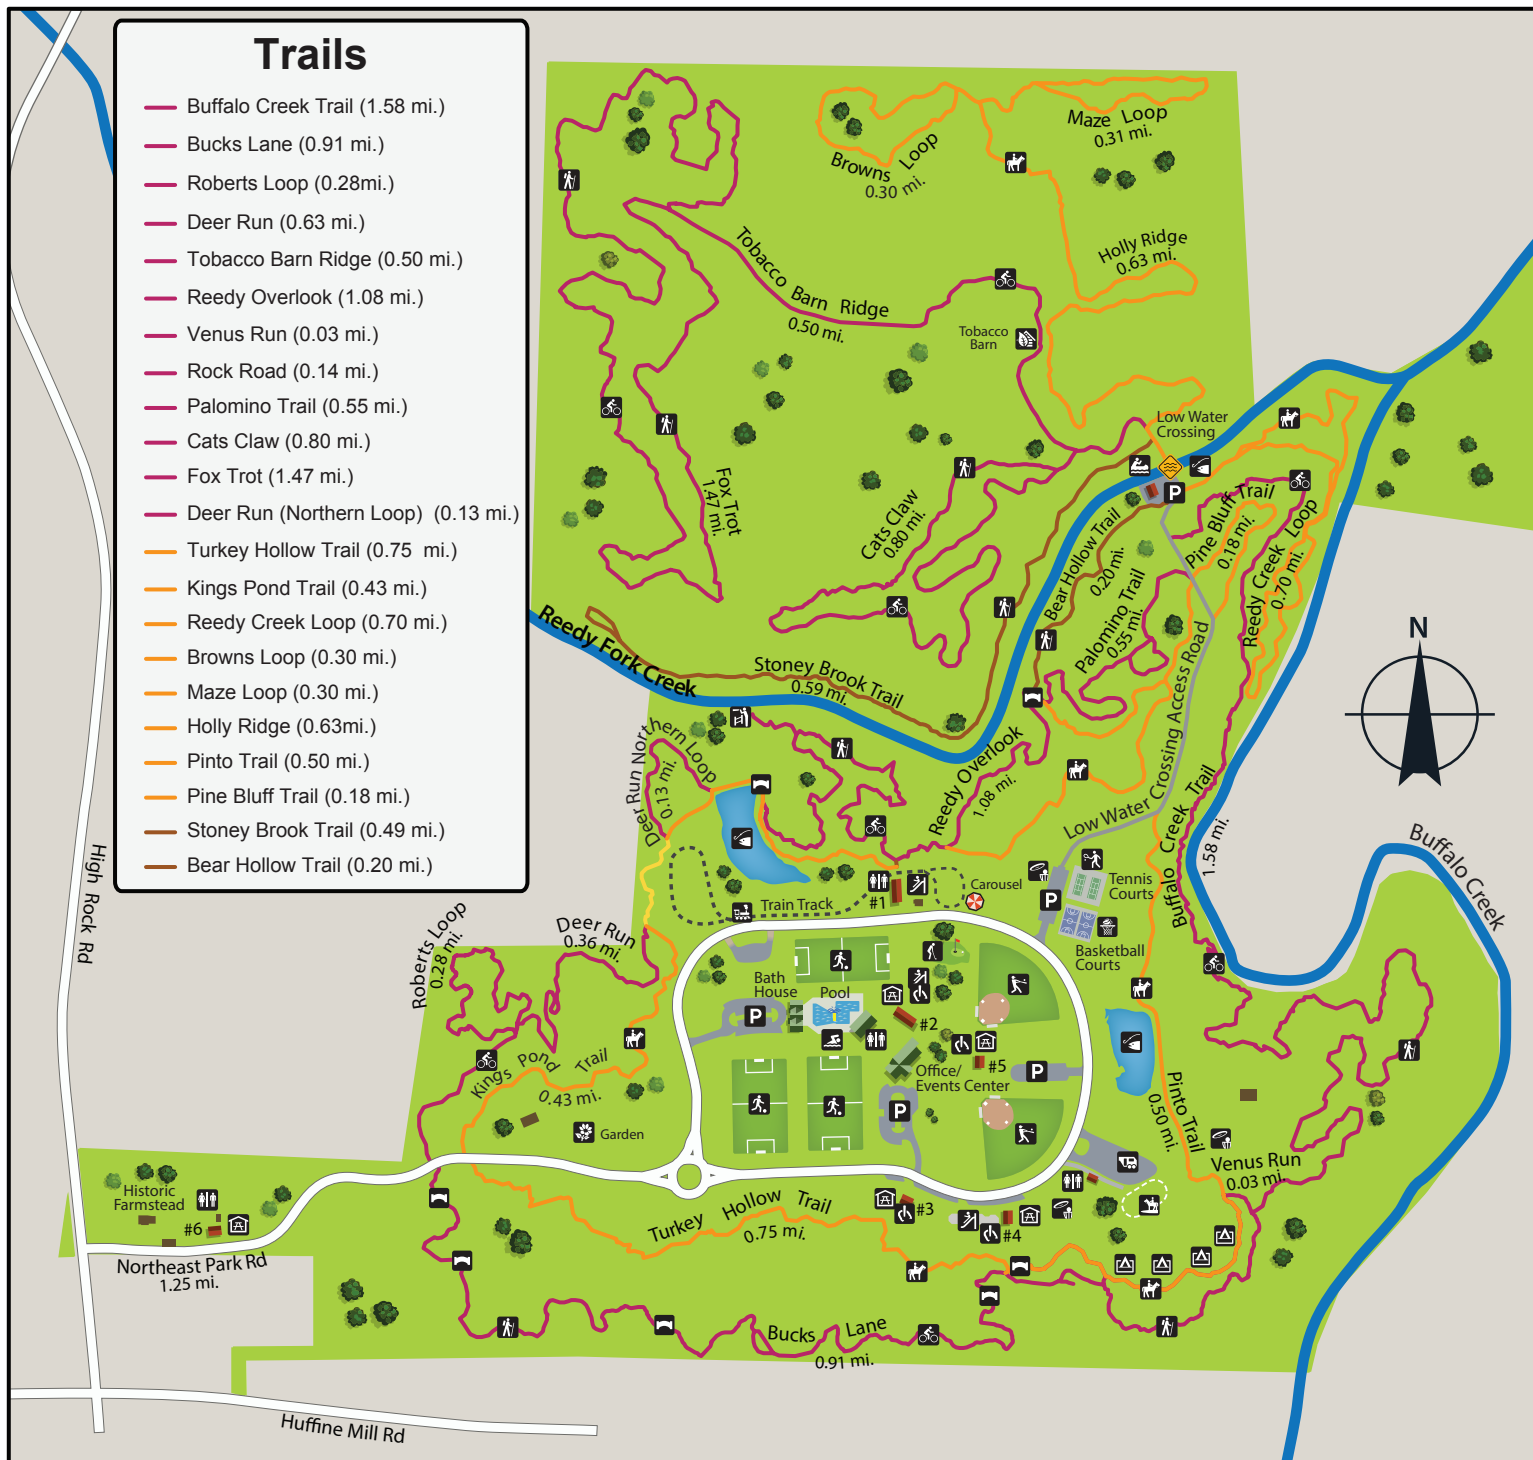 Trails
Buffalo Creek Trail (1.58 mi.)
Bucks Lane (0.91 mi.)
Roberts Loop (0.28mi.)
Deer Run (0.63 mi.)
Tobacco Barn Ridge (0.50 mi.)
Reedy Overlook (1.08 mi.)
Venus Run (0.03 mi.)
Rock Road (0.14 mi.)
Palomino Trail (0.55 mi.)
Cats Claw (0.80 mi.)
Fox Trot (1.47 mi.)
Deer Run (Northern Loop) (0.13 mi.)
Turkey Hollow Trail (0.75 mi.)
Kings Pond Trail (0.43 mi.)
Reedy Creek Loop (0.70 mi.)
Browns Loop (0.30 mi.)
Maze Loop (0.30 mi.)
Holly Ridge (0.63mi.)
Pinto Trail (0.50 mi.)
Pine Bluff Trail (0.18 mi.)
Stoney Brook Trail (0.49 mi.)
Bear Hollow Trail (0.20 mi.)
Maze Loop
0.31 mi.
Browns Loop
0.30 mi.
Holly Ridge
0.63 mi.
Tobacco Barn Ridge
0.50 mi.
Tobacco
Barn
Low Water
Crossing
Fox Trot
1.47 mi.
Cats Claw
0.80 mi.
Pine Bluff Trail
0.18 mi.
Reedy Creek Loop
0.70 mi.
Bear Hollow Trail
0.20 mi.
Palomino Trail
0.55 mi.
Reedy Fork Creek
Stoney Brook Trail
0.59 mi.
N
Deer Run Northern Loop
0.13 mi.
Reedy Overlook
1.08 mi.
Low Water Crossing Access Road
Buffalo Creek Trail
1.58 mi.
Buffalo Creek
High Rock Rd
Train Track
#1
Carousel
P
P
Tennis
Courts
Basketball
Courts
Roberts Loop
0.28 mi.
Deer Run
0.36 mi.
Bath
House
Pool
P
#2
#5
Office/
Events Center
P
P
Kings Pond Trail
0.43 mi.
Garden
Pinto Trail
0.50 mi.
Venus Run
0.03 mi.
Historic
Farmstead
#6
Northeast Park Rd
1.25 mi.
Turkey Hollow Trail
0.75 mi.
#3
#4
Bucks Lane
0.91 mi.
Huffine Mill Rd